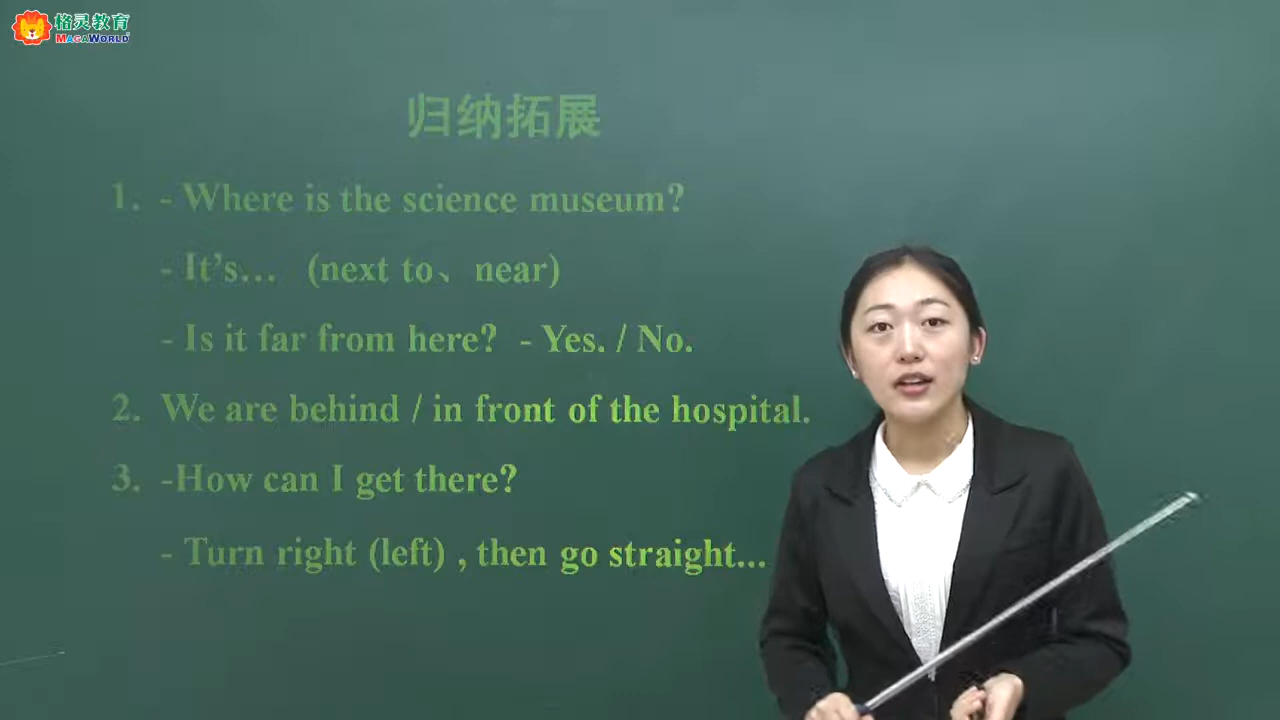 格灵教育
MAGAWORLD
归纳拓展
1. - Where is the science museum?
- It’s… (next to、near)
- Is it far from here? - Yes. / No.
2. We are behind / in front of the hospital.
3. -How can I get there?
- Turn right (left) , then go straight...